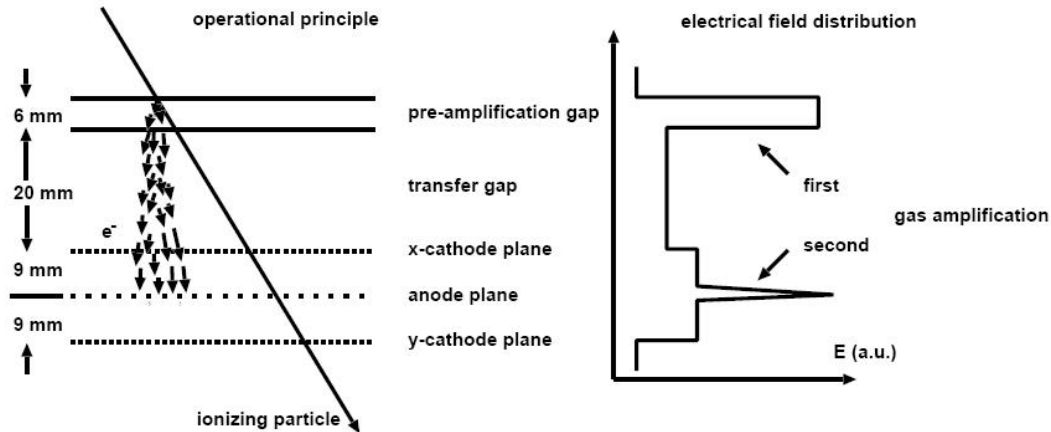 operational principle
electrical field distribution
6 mm
pre-amplification gap
20 mm
transfer gap
first
gas amplification
e-
x-cathode plane
second
9 mm
anode plane
9 mm
y-cathode plane
E (a.u.)
ionizing particle